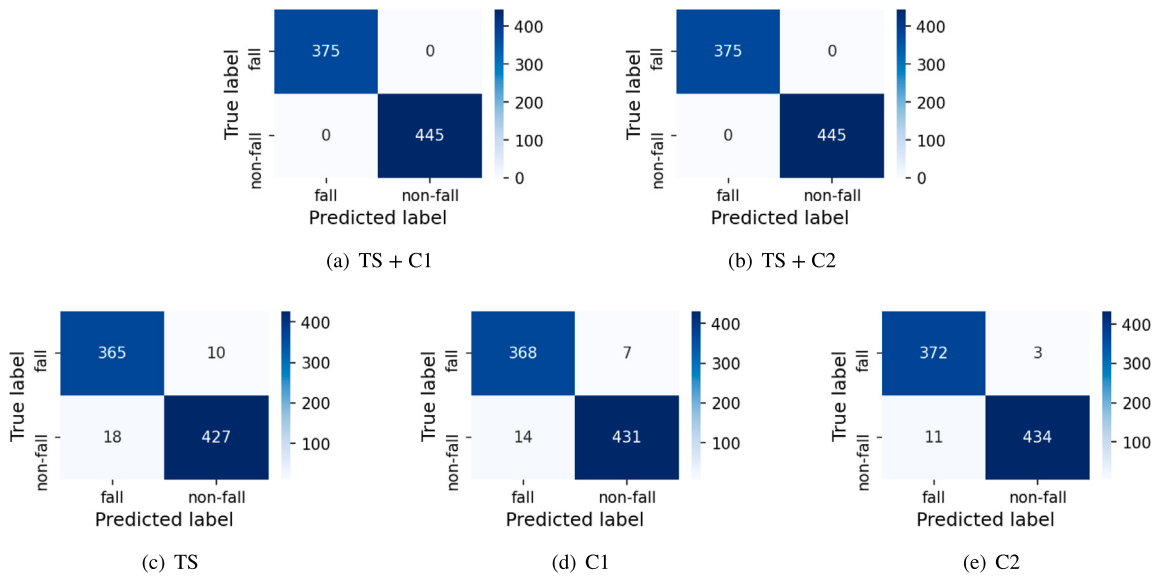 375 0
0 445
fall
non-fall
True label
fall non-fall
Predicted label
400
300
200
100
0
(a) TS + C1
375 0
0 445
fall
non-fall
True label
fall non-fall
Predicted label
400
300
200
100
0
(b) TS + C2
365 10
18 427
fall
non-fall
True label
fall non-fall
Predicted label
400
300
200
100
(c) TS
368 7
14 431
fall
non-fall
True label
fall non-fall
Predicted label
400
300
200
100
(d) C1
372 3
11 434
fall
non-fall
True label
fall non-fall
Predicted label
400
300
200
100
(e) C2